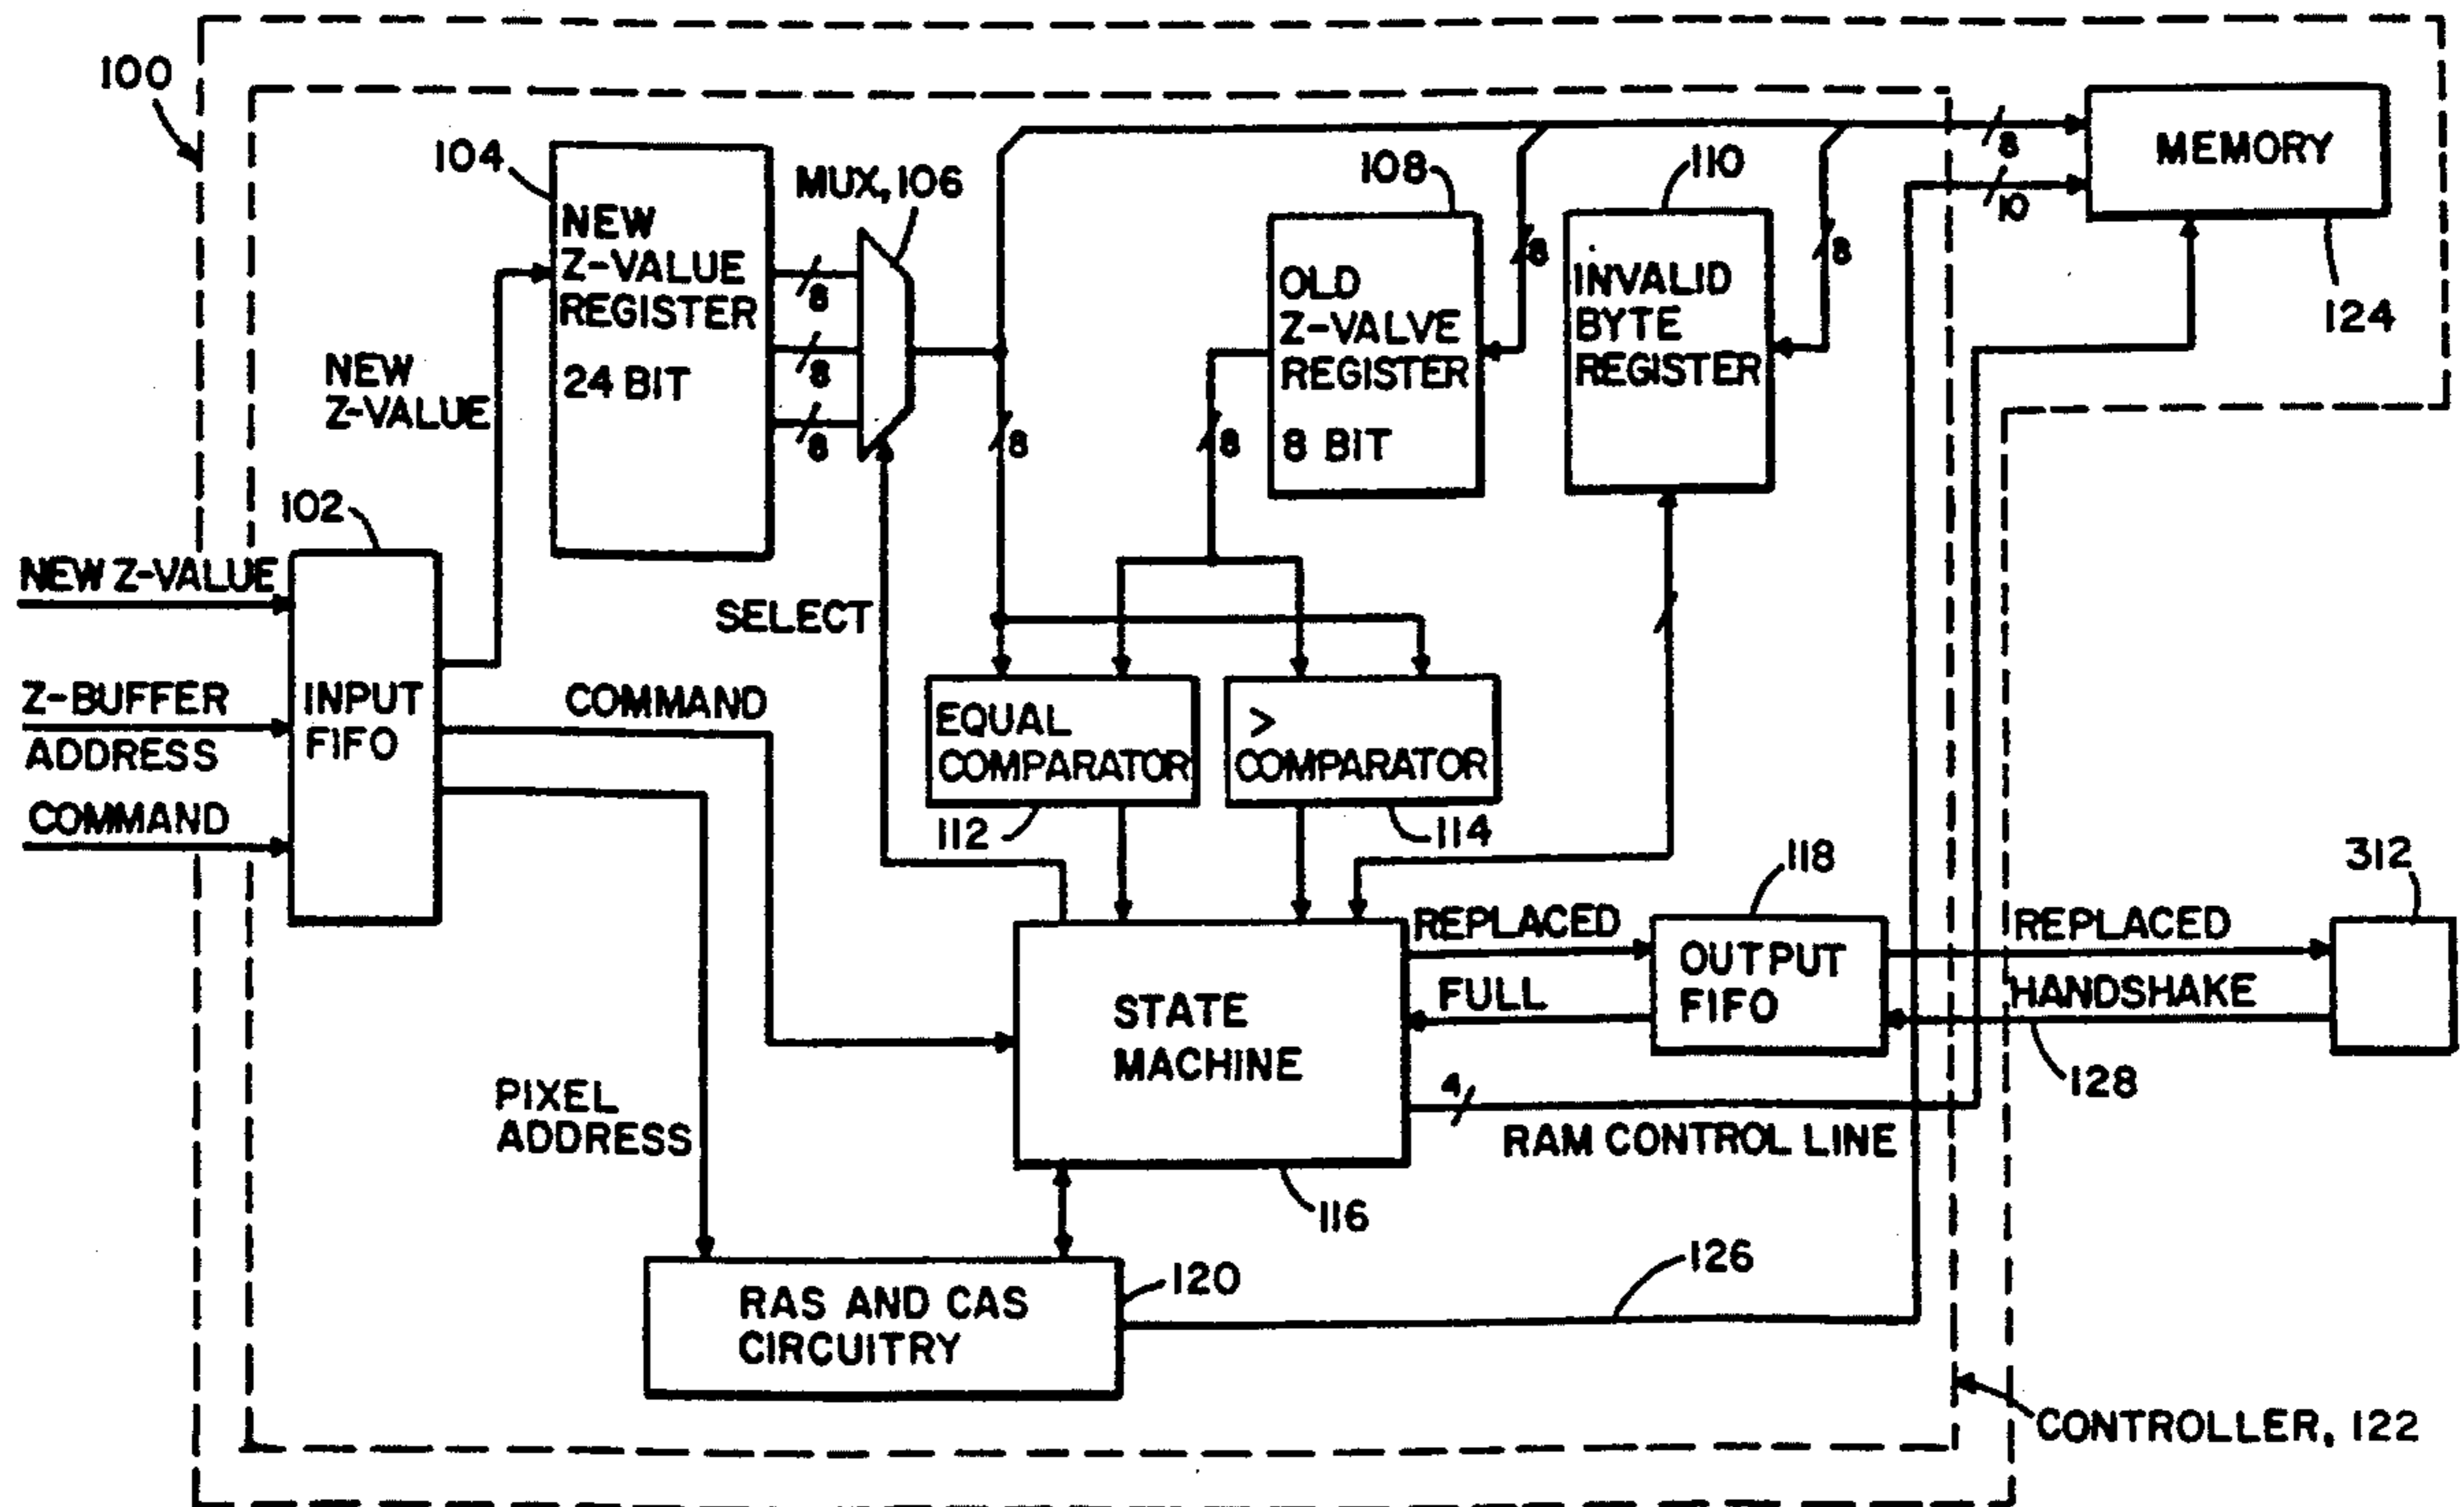 100
104
NEW
Z-VALUE
REGISTER
24 BIT
MUX, 106
108
OLD
Z-VALVE
REGISTER
8 BIT
110
INVALID
BYTE
REGISTER
8
10
MEMORY
124
8
8
8
8
8
8
8
NEW
Z-VALUE
102
NEW Z-VALUE
Z-BUFFER
ADDRESS
COMMAND
INPUT
FIFO
SELECT
COMMAND
EQUAL
COMPARATOR
112
>
COMPARATOR
114
PIXEL
ADDRESS
STATE
MACHINE
116
REPLACED
FULL
118
OUTPUT
FIFO
4
RAM CONTROL LINE
REPLACED
HANDSHAKE
128
312
RAS AND CAS
CIRCUITRY
120
126
CONTROLLER, 122